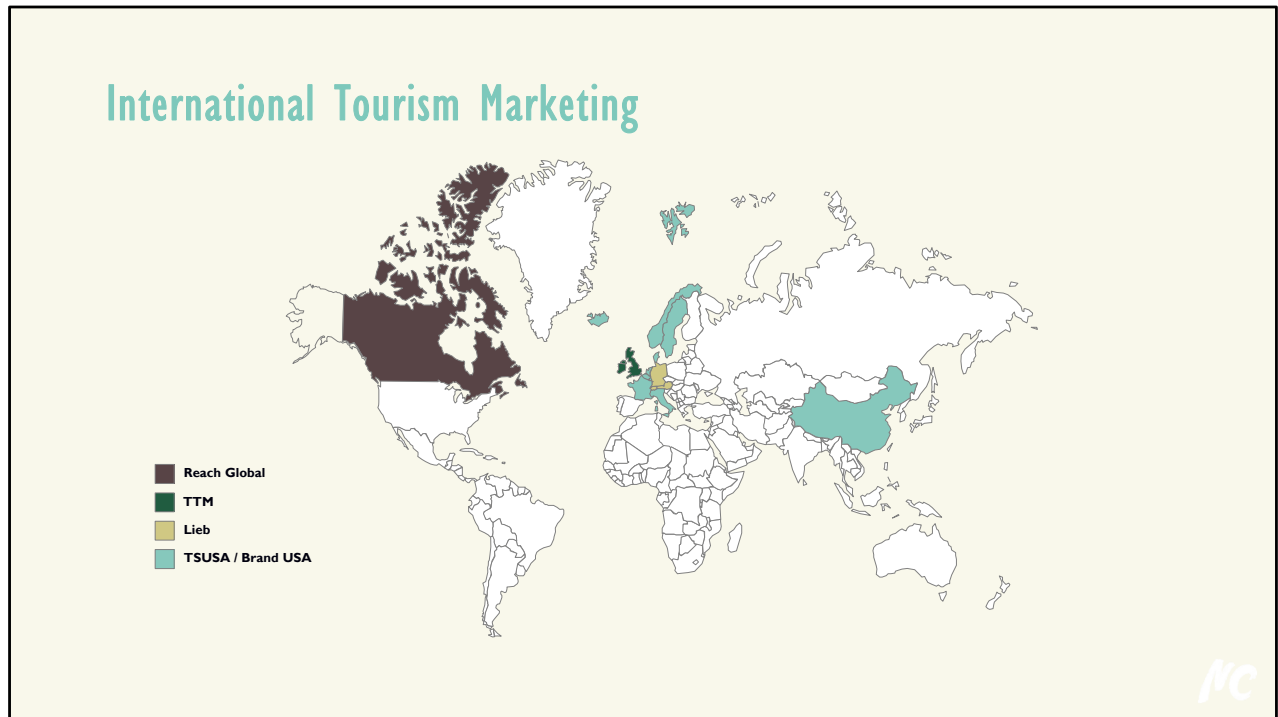 International Tourism Marketing
Reach Global
TTM
Lieb
TSUSA / Brand USA
NC